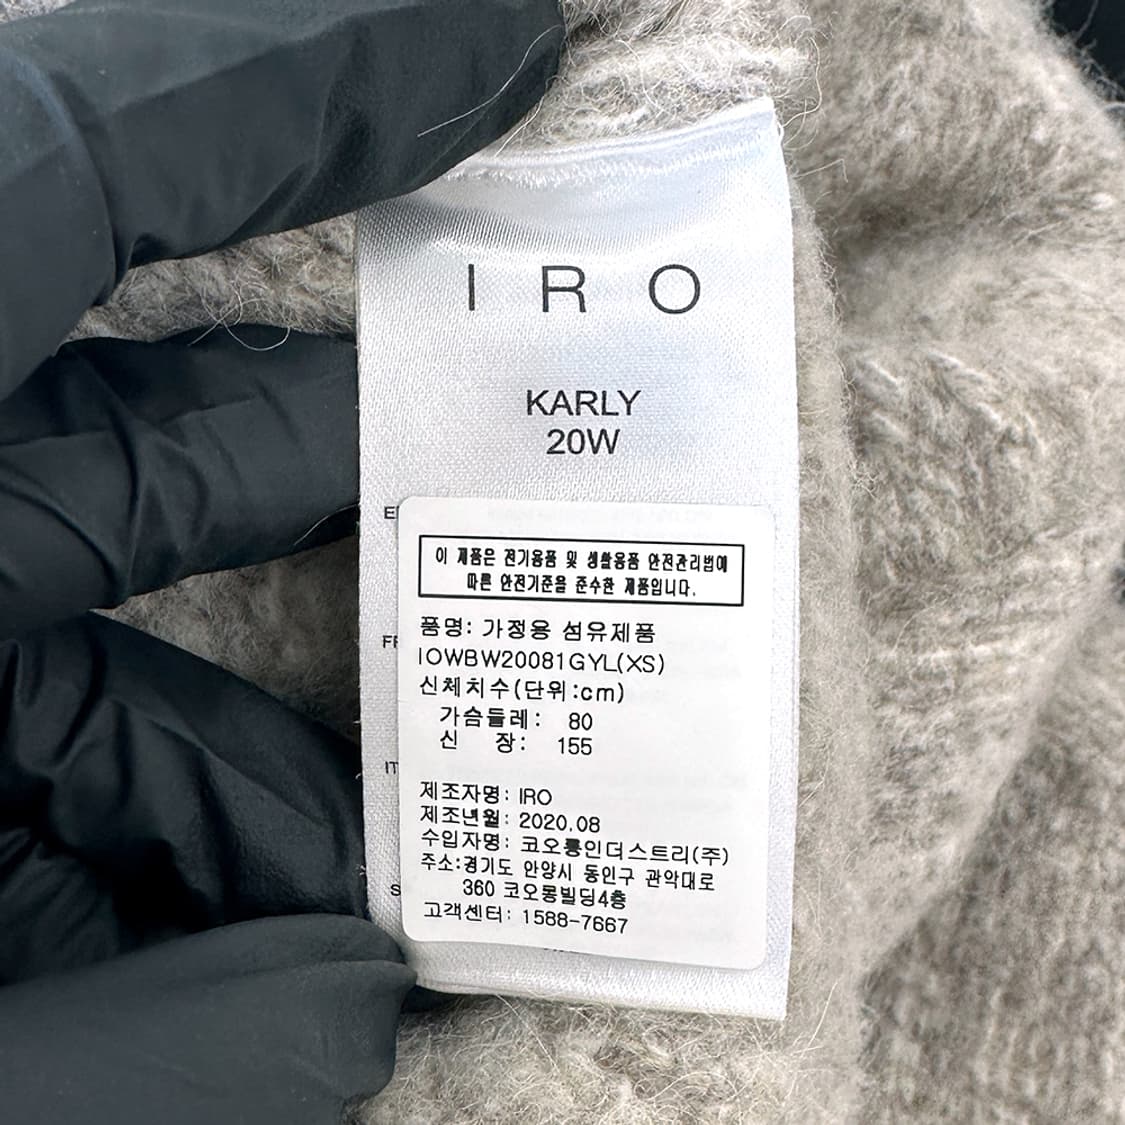 IRO
KARLY
20W
이 제품은 전기용품 및 생활용품 안전관리법에
따른 안전기준을 준수한 제품입니다.
품명: 가정용 섬유제품
IOWBW20081GYL(XS)
신체치수(단위:cm)
가슴들레: 80
신 장: 155
제조자명: IRO
제조년월: 2020.08
수입자명: 코오롱인더스트리(주)
주소:경기도 안양시 동인구 관악대로
360 코오롱빌딩4층
고객센터: 1588-7667